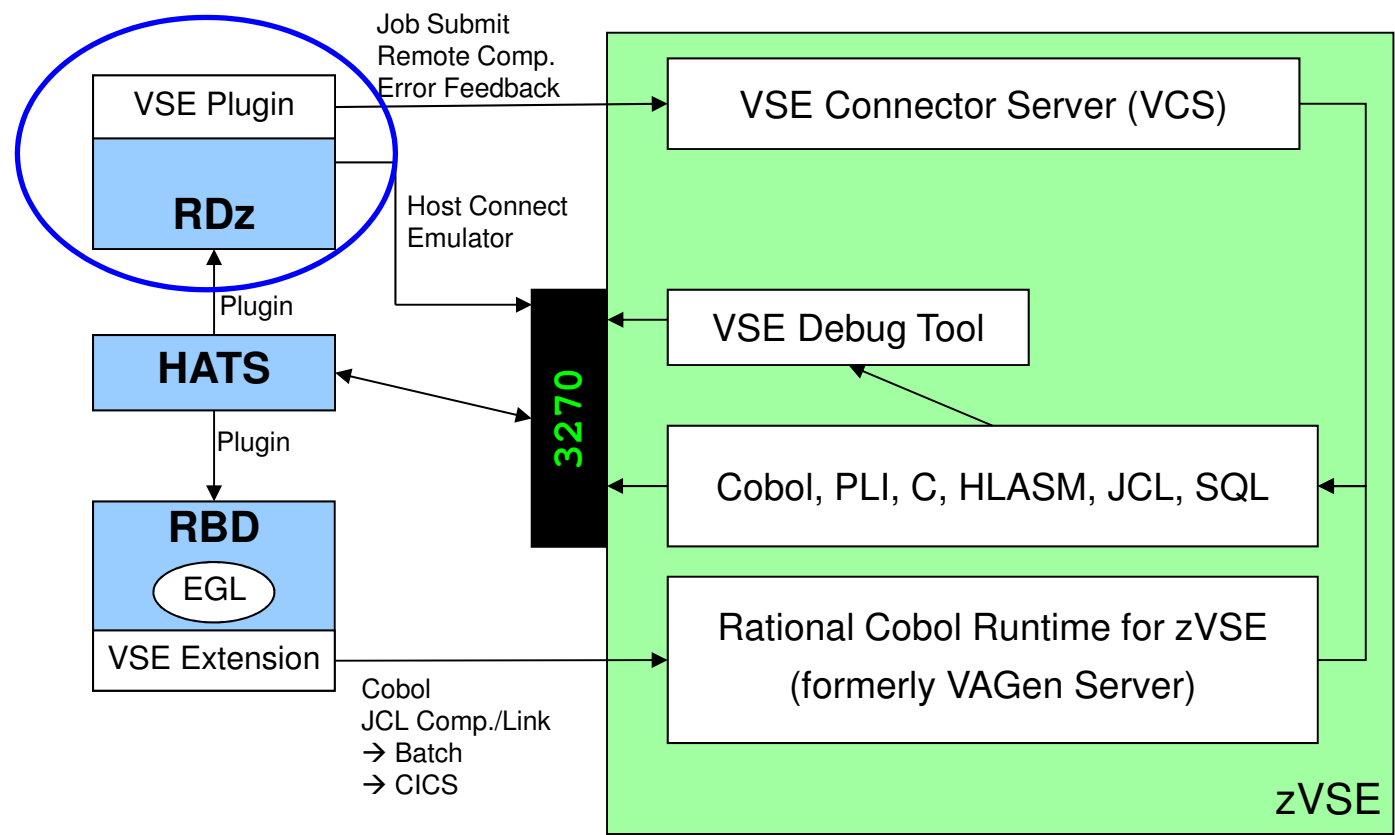 Job Submit
Remote Comp.
Error Feedback
VSE Plugin
RDz
VSE Connector Server (VCS)
Host Connect
Emulator
Plugin
HATS
3270
VSE Debug Tool
Plugin
Cobol, PLI, C, HLASM, JCL, SQL
RBD
EGL
VSE Extension
Rational Cobol Runtime for zVSE
(formerly VAGen Server)
Cobol
JCL Comp./Link
→ Batch
→ CICS
zVSE